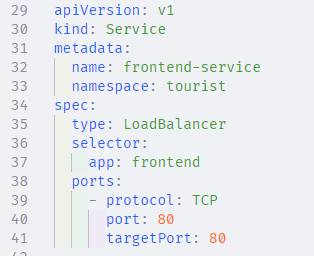 29 apiVersion: v1
30 kind: Service
31 metadata:
32   name: frontend-service
33   namespace: tourist
34 spec:
35   type: LoadBalancer
36   selector:
37     app: frontend
38   ports:
39     - protocol: TCP
40       port: 80
41       targetPort: 80